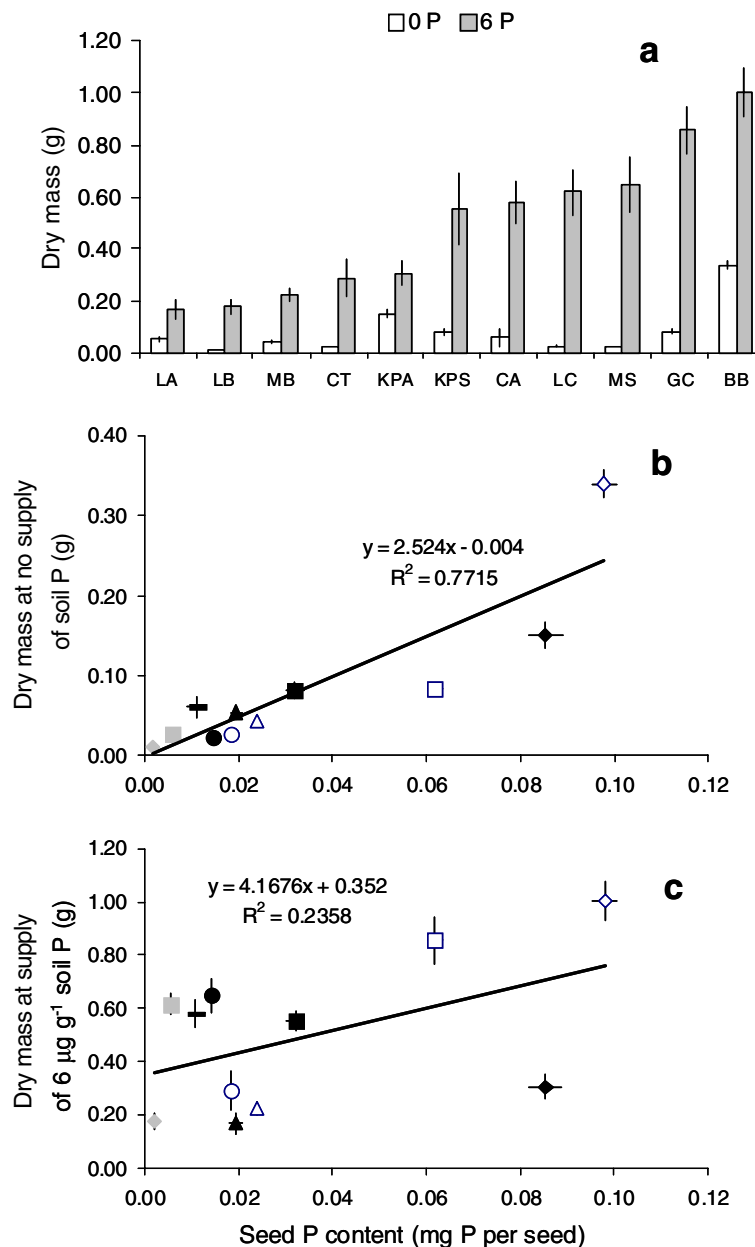 0 P 6 P
a
1.20
1.00
0.80
0.60
0.40
0.20
0.00
Dry mass (g)
LA LB MB CT KPA KPS CA LC MS GC BB
b
0.40
0.30
0.20
0.10
0.00
Dry mass at no supply
of soil P (g)
y = 2.524x - 0.004
R² = 0.7715
0.00 0.02 0.04 0.06 0.08 0.10 0.12
c
1.20
1.00
0.80
0.60
0.40
0.20
0.00
Dry mass at supply
of 6 µg g⁻¹ soil P (g)
y = 4.1676x + 0.352
R² = 0.2358
0.00 0.02 0.04 0.06 0.08 0.10 0.12
Seed P content (mg P per seed)